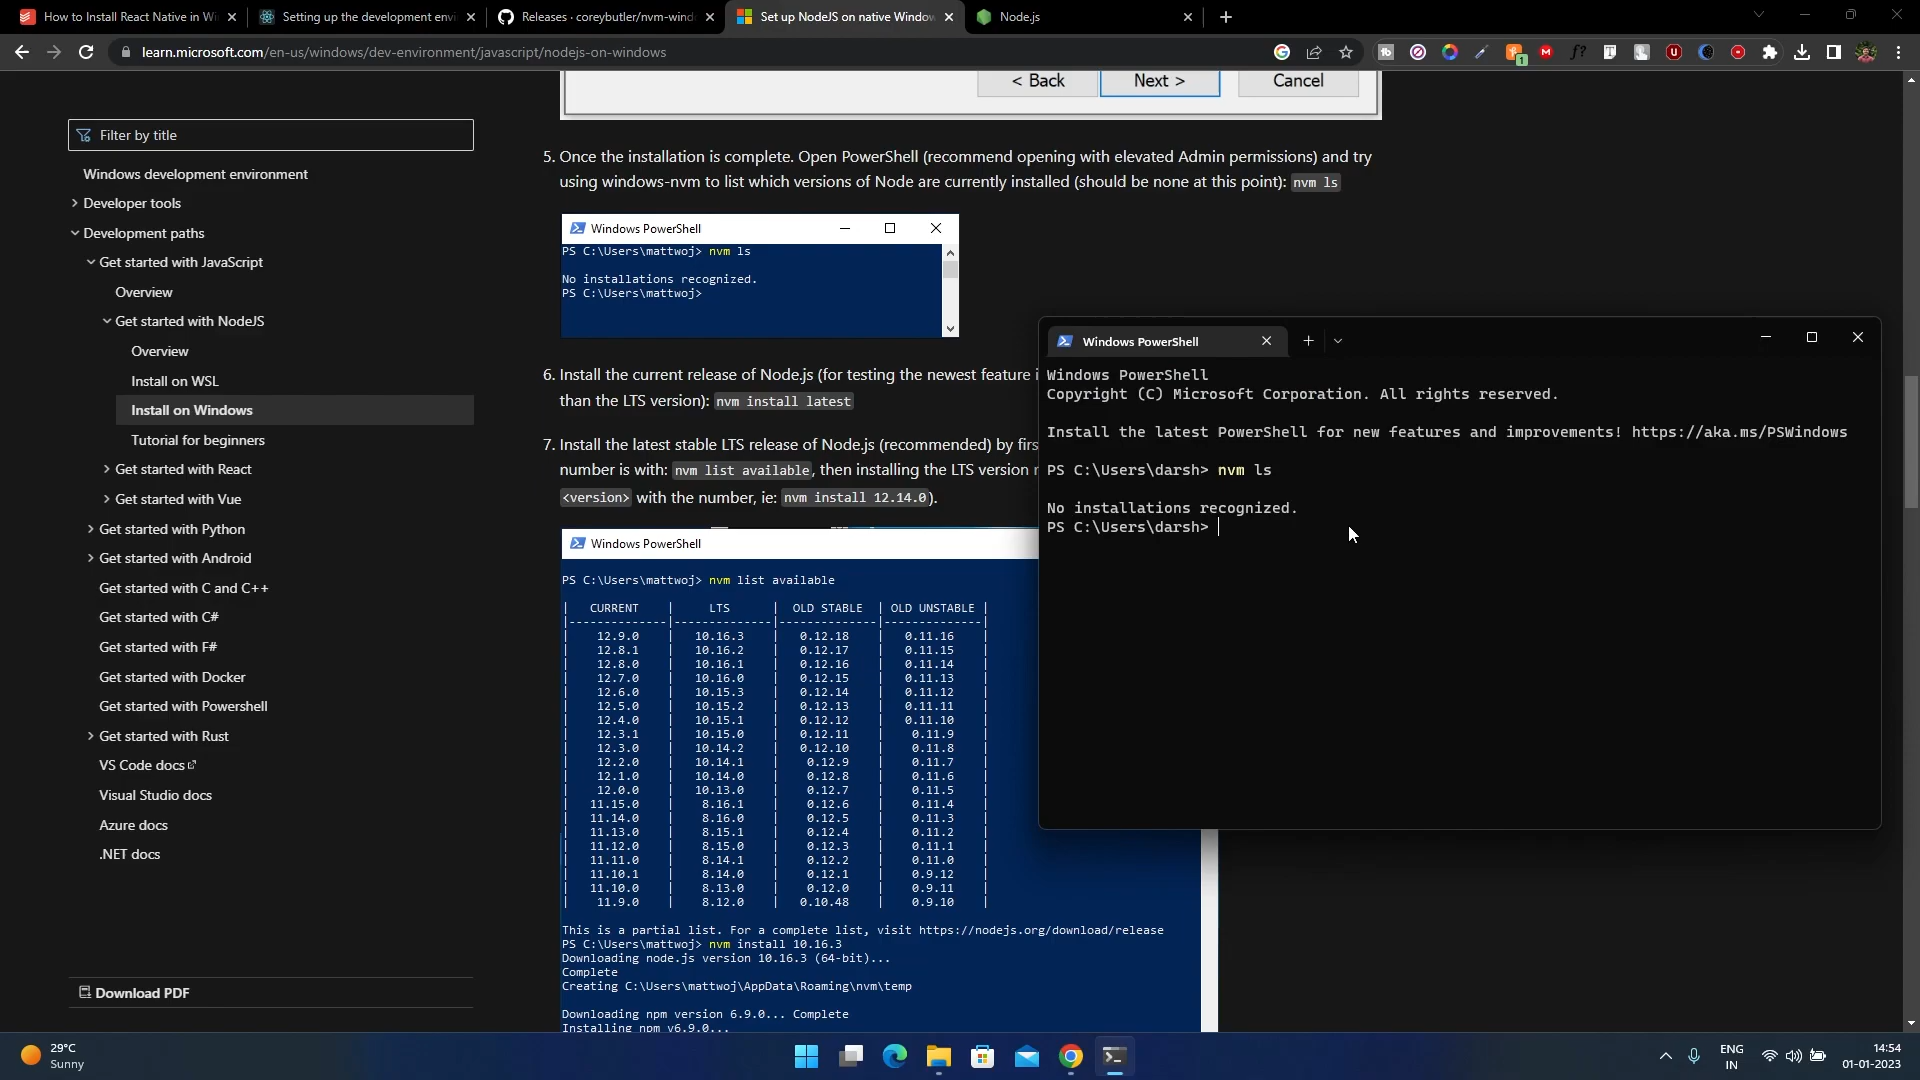 How to Install React Native in Wi
Setting up the development envi
Releases · coreybutler/nvm-wind
Set up NodeJS on native Window
Node.js
learn.microsoft.com/en-us/windows/dev-environment/javascript/nodejs-on-windows
< Back
Next >
Cancel
Filter by title
Windows development environment
Developer tools
Development paths
Get started with JavaScript
Overview
Get started with NodeJS
Overview
Install on WSL
Install on Windows
Tutorial for beginners
Get started with React
Get started with Vue
Get started with Python
Get started with Android
Get started with C and C++
Get started with C#
Get started with F#
Get started with Docker
Get started with Powershell
Get started with Rust
VS Code docs
Visual Studio docs
Azure docs
.NET docs
Download PDF
5. Once the installation is complete. Open PowerShell (recommend opening with elevated Admin permissions) and try
using windows-nvm to list which versions of Node are currently installed (should be none at this point): nvm ls
Windows PowerShell
PS C:\Users\mattwoj> nvm ls
No installations recognized.
PS C:\Users\mattwoj>
6. Install the current release of Node.js (for testing the newest feature i
than the LTS version): nvm install latest
7. Install the latest stable LTS release of Node.js (recommended) by firs
number is with: nvm list available, then installing the LTS version r
<version> with the number, ie: nvm install 12.14.0).
Windows PowerShell
PS C:\Users\mattwoj> nvm list available
| CURRENT | LTS | OLD STABLE | OLD UNSTABLE |
|--------------|--------------|--------------|--------------|
| 12.9.0 | 10.16.3 | 0.12.18 | 0.11.16 |
| 12.8.1 | 10.16.2 | 0.12.17 | 0.11.15 |
| 12.8.0 | 10.16.1 | 0.12.16 | 0.11.14 |
| 12.7.0 | 10.16.0 | 0.12.15 | 0.11.13 |
| 12.6.0 | 10.15.3 | 0.12.14 | 0.11.12 |
| 12.5.0 | 10.15.2 | 0.12.13 | 0.11.11 |
| 12.4.0 | 10.15.1 | 0.12.12 | 0.11.10 |
| 12.3.1 | 10.15.0 | 0.12.11 | 0.11.9 |
| 12.3.0 | 10.14.2 | 0.12.10 | 0.11.8 |
| 12.2.0 | 10.14.1 | 0.12.9 | 0.11.7 |
| 12.1.0 | 10.14.0 | 0.12.8 | 0.11.6 |
| 12.0.0 | 10.13.0 | 0.12.7 | 0.11.5 |
| 11.15.0 | 8.16.1 | 0.12.6 | 0.11.4 |
| 11.14.0 | 8.16.0 | 0.12.5 | 0.11.3 |
| 11.13.0 | 8.15.1 | 0.12.4 | 0.11.2 |
| 11.12.0 | 8.15.0 | 0.12.3 | 0.11.1 |
| 11.11.0 | 8.14.1 | 0.12.2 | 0.11.0 |
| 11.10.1 | 8.14.0 | 0.12.1 | 0.9.12 |
| 11.10.0 | 8.13.0 | 0.12.0 | 0.9.11 |
| 11.9.0 | 8.12.0 | 0.10.48 | 0.9.10 |
This is a partial list. For a complete list, visit https://nodejs.org/download/release
PS C:\Users\mattwoj> nvm install 10.16.3
Downloading node.js version 10.16.3 (64-bit)...
Complete
Creating C:\Users\mattwoj\AppData\Roaming\nvm\temp
Downloading npm version 6.9.0... Complete
Installing npm v6.9.0...
Windows PowerShell
Windows PowerShell
Copyright (C) Microsoft Corporation. All rights reserved.
Install the latest PowerShell for new features and improvements! https://aka.ms/PSWindows
PS C:\Users\darsh> nvm ls
No installations recognized.
PS C:\Users\darsh>
29°C
Sunny
ENG
IN
14:54
01-01-2023